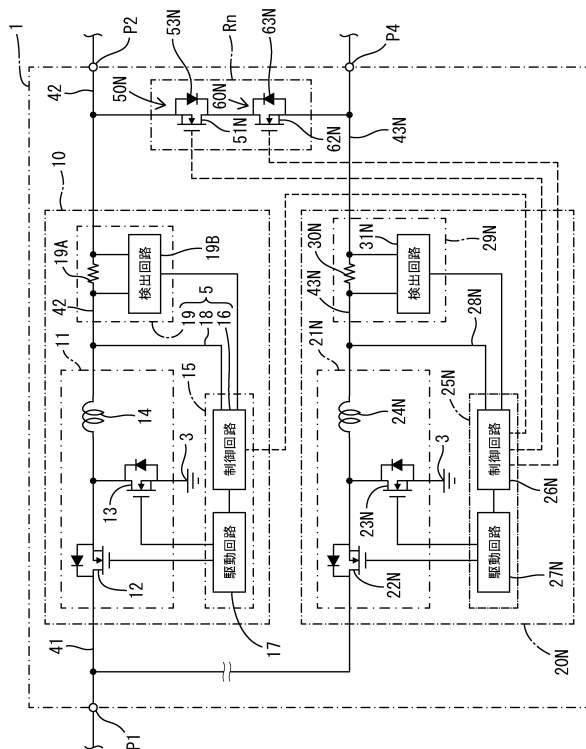 1
P1
P2
P4
41
42
42
43N
43N
10
11
12
13
14
3
15
16
17
18
19
5
19A
19B
検出回路
制御回路
駆動回路
Rn
50N
51N
53N
60N
62N
63N
20N
21N
22N
23N
24N
3
25N
26N
27N
28N
29N
30N
31N
検出回路
制御回路
駆動回路